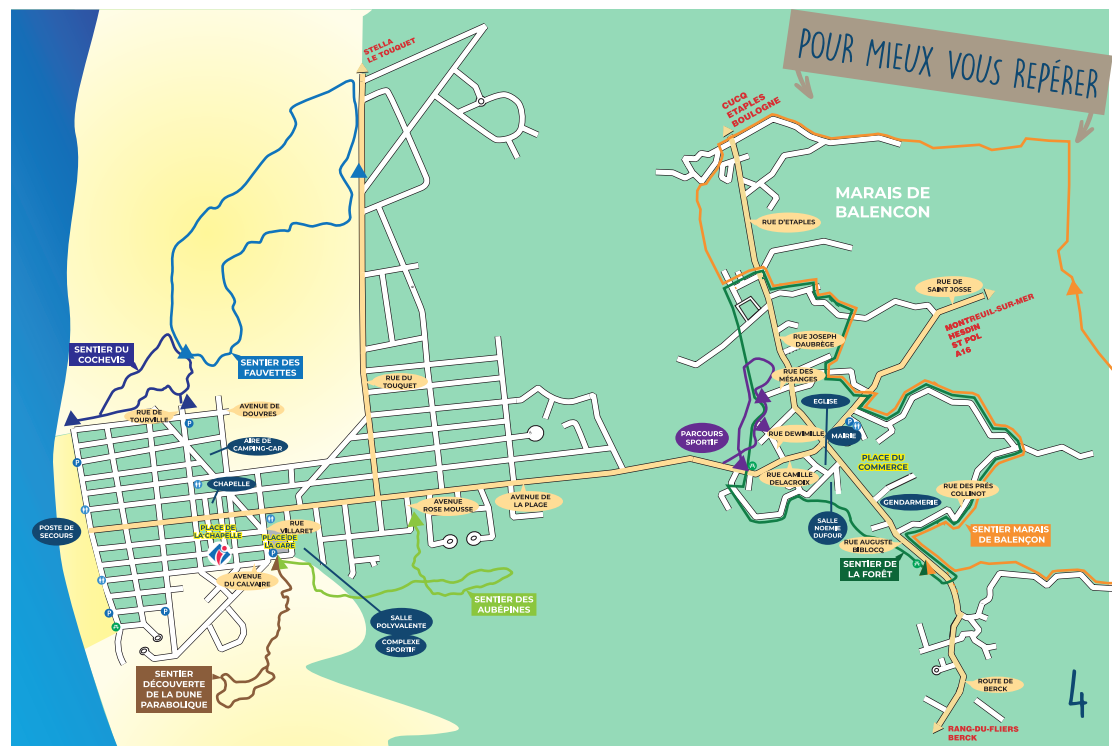 POUR MIEUX VOUS REPÉRER
STELLA
LE TOUQUET
CUCQ
ETAPLES
BOULOGNE
MARAIS DE
BALENCON
RUE D'ETAPLES
RUE DE
SAINT JOSSE
MONTREUIL-SUR-MER
HESDIN
ST POL
A16
SENTIER DU
COCHEVIS
SENTIER DES
FAUVETTES
RUE JOSEPH
DAUBRÈGE
RUE DU
TOUQUET
RUE DES
MÉSANGES
RUE DE
TOURVILLE
AVENUE DE
DOUVRES
EGLISE
P
P
PARCOURS
SPORTIF
RUE DEWIMILLE
MAIRIE
AIRE DE
CAMPING-CAR
PLACE DU
COMMERCE
P
RUE CAMILLE
DELACROIX
CHAPELLE
RUE DES PRÉS
COLLINOT
AVENUE
ROSE MOUSSE
AVENUE DE
LA PLAGE
GENDARMERIE
POSTE DE
SECOURS
PLACE DE
LA CHAPELLE
RUE
VILLARET
PLACE DE
LA GARE
P
SALLE
NOEMIE
DUFOUR
SENTIER MARAIS
DE BALENÇON
RUE AUGUSTE
BIBLOCQ
SENTIER DE
LA FORÊT
AVENUE
DU CALVAIRE
SENTIER DES
AUBÉPINES
P
P
SALLE
POLYVALENTE
COMPLEXE
SPORTIF
SENTIER
DÉCOUVERTE
DE LA DUNE
PARABOLIQUE
ROUTE DE
BERCK
RANG-DU-FLIERS
BERCK
4